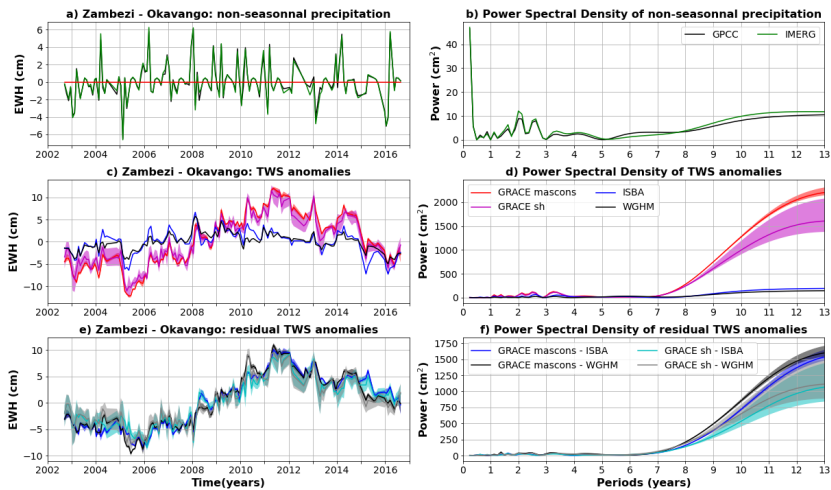 a) Zambezi - Okavango: non-seasonnal precipitation
EWH (cm)
6
4
2
0
−2
−4
−6
2002 2004 2006 2008 2010 2012 2014 2016
b) Power Spectral Density of non-seasonnal precipitation
Power (cm²)
GPCC IMERG
40
30
20
10
0
0 1 2 3 4 5 6 7 8 9 10 11 12 13
c) Zambezi - Okavango: TWS anomalies
EWH (cm)
10
5
0
−5
−10
2002 2004 2006 2008 2010 2012 2014 2016
d) Power Spectral Density of TWS anomalies
Power (cm²)
GRACE mascons ISBA
GRACE sh WGHM
2000
1500
1000
500
0
0 1 2 3 4 5 6 7 8 9 10 11 12 13
e) Zambezi - Okavango: residual TWS anomalies
EWH (cm)
10
5
0
−5
−10
2002 2004 2006 2008 2010 2012 2014 2016
Time(years)
f) Power Spectral Density of residual TWS anomalies
Power (cm²)
GRACE mascons - ISBA GRACE sh - ISBA
GRACE mascons - WGHM GRACE sh - WGHM
1750
1500
1250
1000
750
500
250
0
0 1 2 3 4 5 6 7 8 9 10 11 12 13
Periods (years)